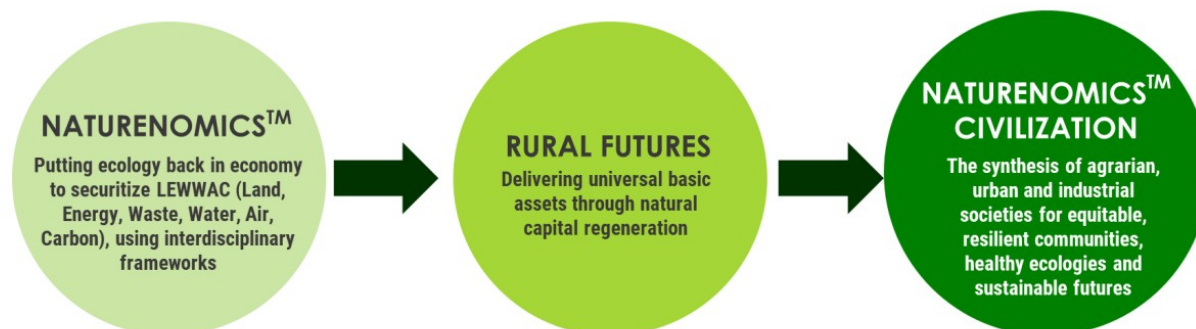 NATURENOMICS™
Putting ecology back in economy
to securitize LEWWAC (Land,
Energy, Waste, Water, Air,
Carbon), using interdisciplinary
frameworks
RURAL FUTURES
Delivering universal basic
assets through natural
capital regeneration
NATURENOMICS™
CIVILIZATION
The synthesis of agrarian,
urban and industrial
societies for equitable,
resilient communities,
healthy ecologies and
sustainable futures